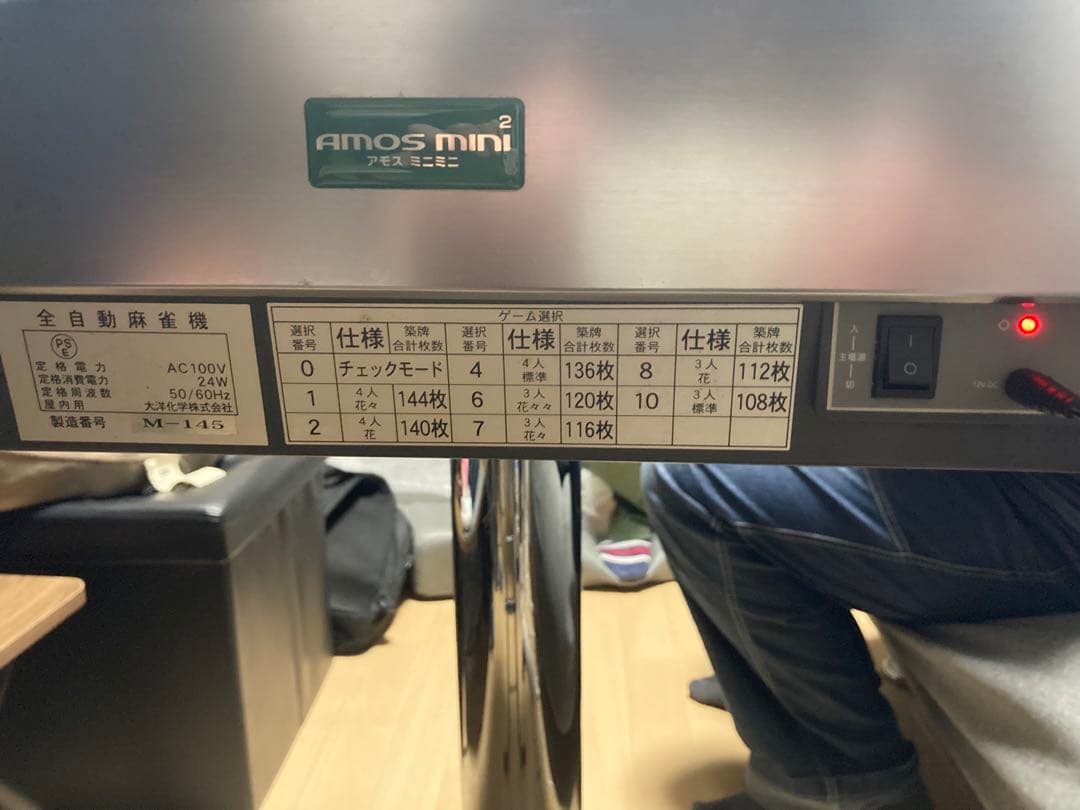 AMOS MINI²
アモス ミニミニ
全自動麻雀機
PS
E
定格電力 AC100V
定格消費電力 24W
定格周波数 50/60Hz
屋内用 大洋化学株式会社
製造番号 M-145
ゲーム選択
選択番号 仕様 築牌合計枚数 選択番号 仕様 築牌合計枚数 選択番号 仕様 築牌合計枚数
0 チェックモード 4 4人標準 136枚 8 3人花 112枚
1 4人花々 144枚 6 3人花々々 120枚 10 3人標準 108枚
2 4人花 140枚 7 3人花々 116枚
入
主電源
切
12V DC